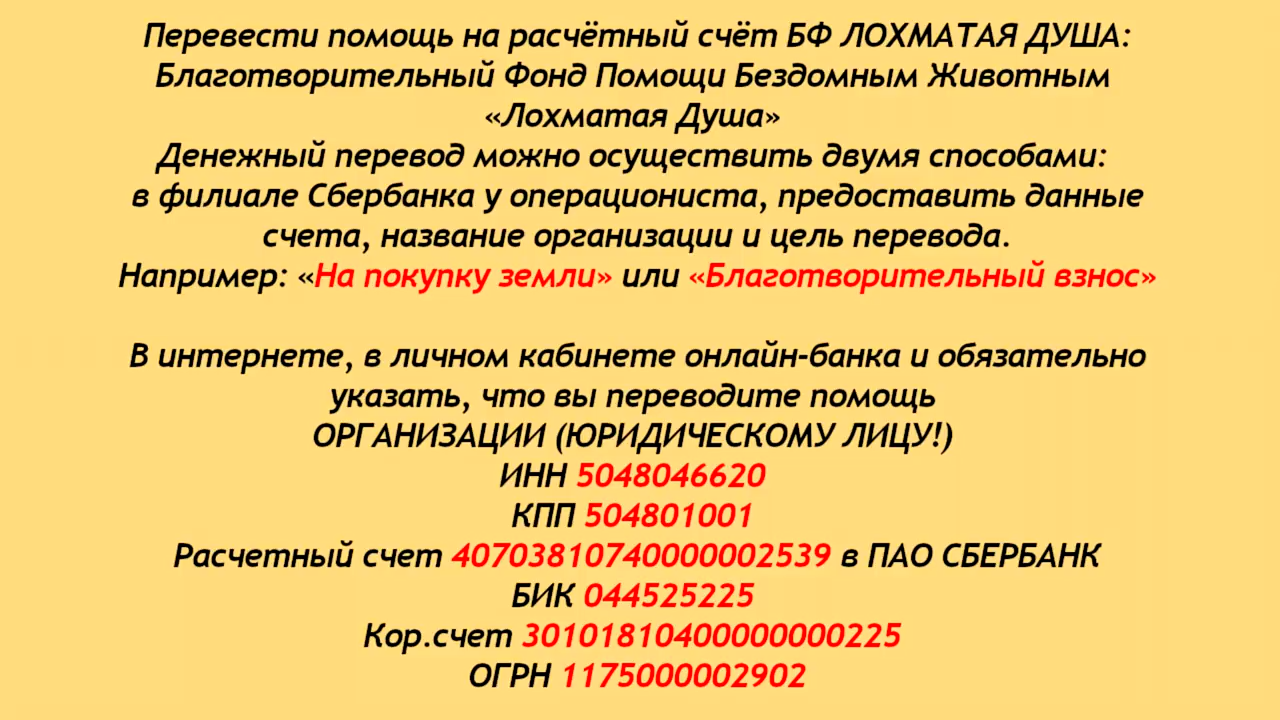 Перевести помощь на расчётный счёт БФ ЛОХМАТАЯ ДУША:
Благотворительный Фонд Помощи Бездомным Животным
«Лохматая Душа»
Денежный перевод можно осуществить двумя способами:
в филиале Сбербанка у операциониста, предоставить данные
счета, название организации и цель перевода.
Например: «На покупку земли» или «Благотворительный взнос»
В интернете, в личном кабинете онлайн-банка и обязательно
указать, что вы переводите помощь
ОРГАНИЗАЦИИ (ЮРИДИЧЕСКОМУ ЛИЦУ!)
ИНН 5048046620
КПП 504801001
Расчетный счет 40703810740000002539 в ПАО СБЕРБАНК
БИК 044525225
Кор.счет 30101810400000000225
ОГРН 1175000002902